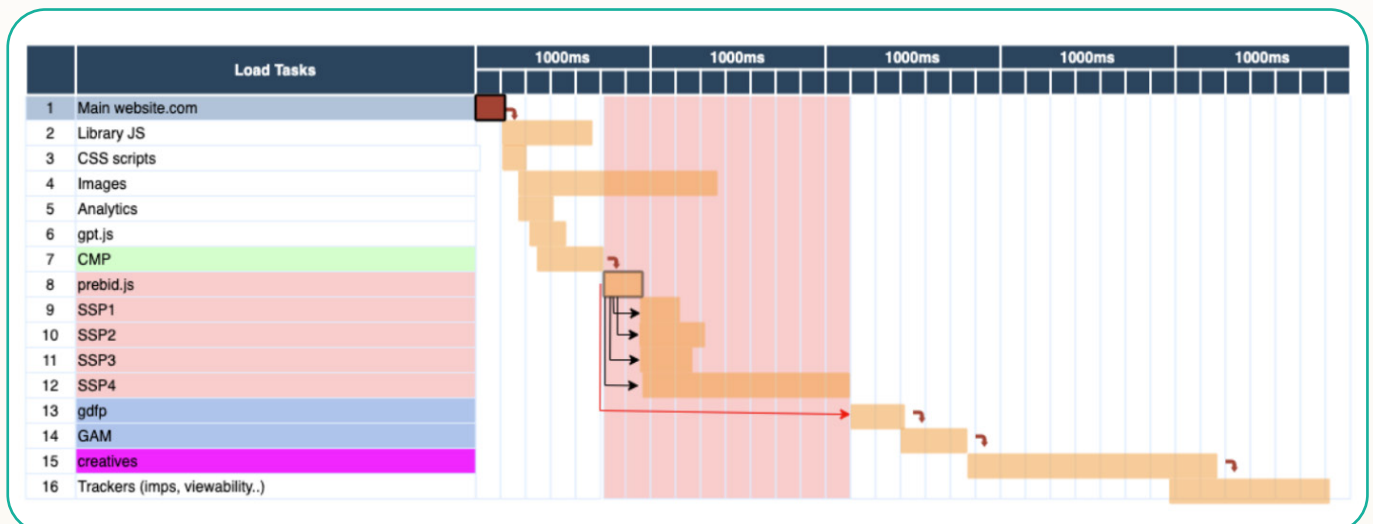 Load Tasks 1000ms 1000ms 1000ms 1000ms 1000ms
1 Main website.com
2 Library JS
3 CSS scripts
4 Images
5 Analytics
6 gpt.js
7 CMP
8 prebid.js
9 SSP1
10 SSP2
11 SSP3
12 SSP4
13 gdfp
14 GAM
15 creatives
16 Trackers (imps, viewability..)